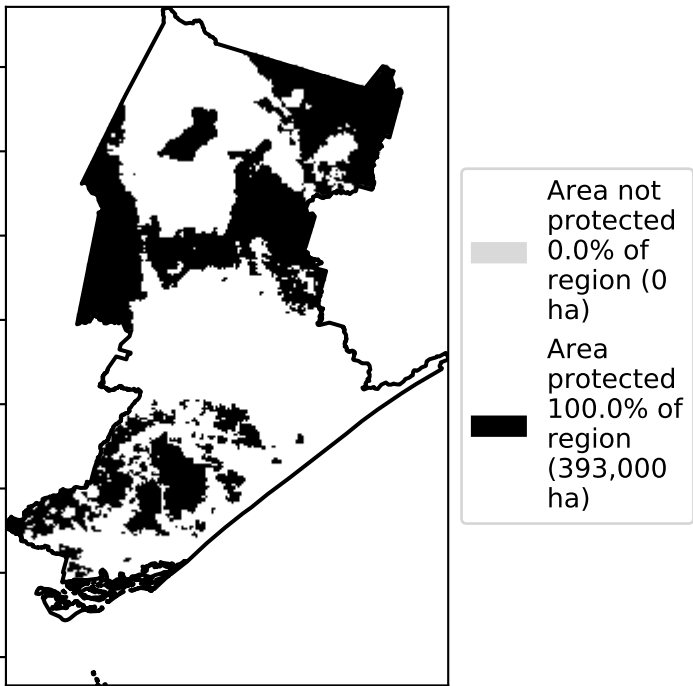 Area not
protected
0.0% of
region (0
ha)
Area
protected
100.0% of
region
(393,000
ha)